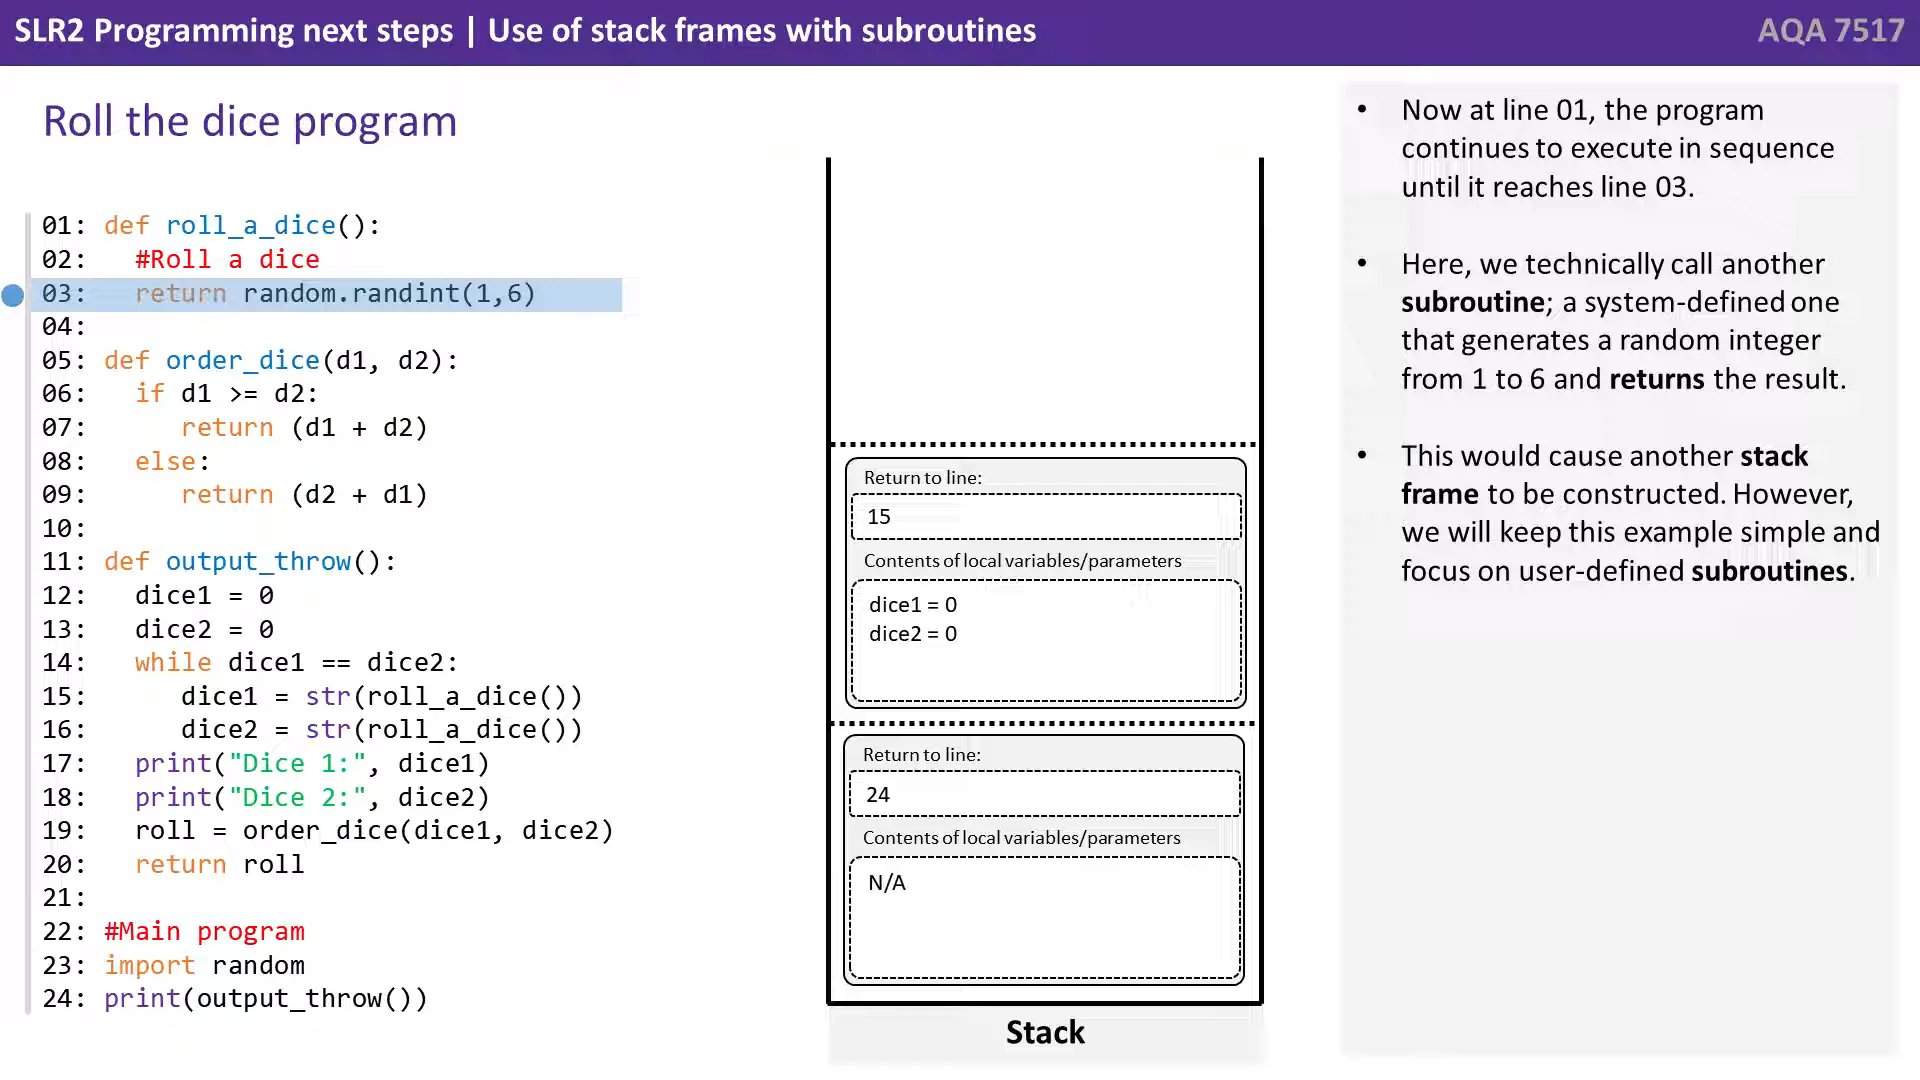 SLR2 Programming next steps | Use of stack frames with subroutines
AQA 7517
Roll the dice program
01: def roll_a_dice():
02:   #Roll a dice
03:   return random.randint(1,6)
04:
05: def order_dice(d1, d2):
06:   if d1 >= d2:
07:      return (d1 + d2)
08:   else:
09:      return (d2 + d1)
10:
11: def output_throw():
12:   dice1 = 0
13:   dice2 = 0
14:   while dice1 == dice2:
15:      dice1 = str(roll_a_dice())
16:      dice2 = str(roll_a_dice())
17:   print("Dice 1:", dice1)
18:   print("Dice 2:", dice2)
19:   roll = order_dice(dice1, dice2)
20:   return roll
21:
22: #Main program
23: import random
24: print(output_throw())
Return to line:
15
Contents of local variables/parameters
dice1 = 0
dice2 = 0
Return to line:
24
Contents of local variables/parameters
N/A
Stack
• Now at line 01, the program
continues to execute in sequence
until it reaches line 03.
• Here, we technically call another
subroutine; a system-defined one
that generates a random integer
from 1 to 6 and returns the result.
• This would cause another stack
frame to be constructed. However,
we will keep this example simple and
focus on user-defined subroutines.